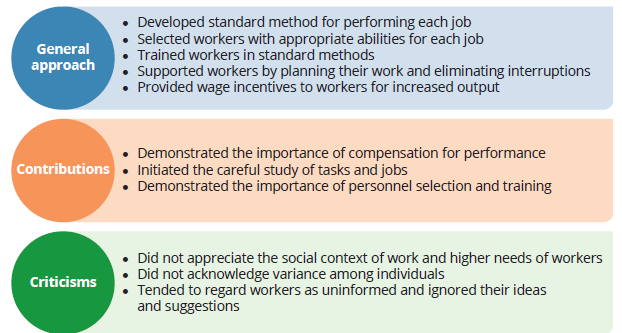 General
approach
• Developed standard method for performing each job
• Selected workers with appropriate abilities for each job
• Trained workers in standard methods
• Supported workers by planning their work and eliminating interruptions
• Provided wage incentives to workers for increased output
Contributions
• Demonstrated the importance of compensation for performance
• Initiated the careful study of tasks and jobs
• Demonstrated the importance of personnel selection and training
Criticisms
• Did not appreciate the social context of work and higher needs of workers
• Did not acknowledge variance among individuals
• Tended to regard workers as uninformed and ignored their ideas
and suggestions